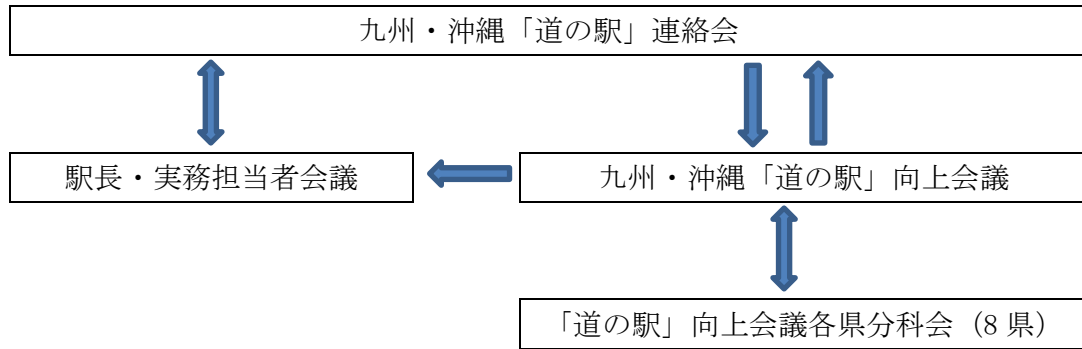 九州・沖縄「道の駅」連絡会
駅長・実務担当者会議
九州・沖縄「道の駅」向上会議
「道の駅」向上会議各県分科会（8 県）